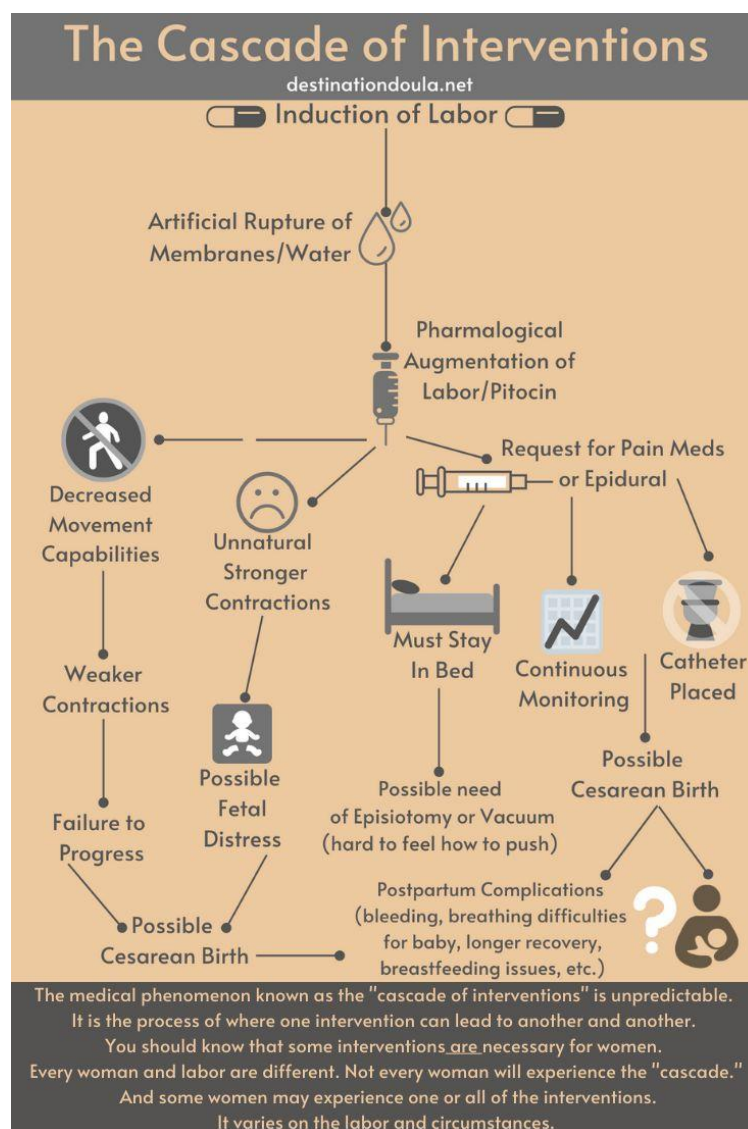 The Cascade of Interventions
destinationdoula.net
Induction of Labor
Artificial Rupture of
Membranes/Water
Pharmalogical
Augmentation of
Labor/Pitocin
Request for Pain Meds
or Epidural
Decreased
Movement
Capabilities
Unnatural
Stronger
Contractions
Must Stay
In Bed
Continuous
Monitoring
Catheter
Placed
Weaker
Contractions
Possible
Fetal
Distress
Possible need
of Episiotomy or Vacuum
(hard to feel how to push)
Possible
Cesarean Birth
Failure to
Progress
Possible
Cesarean Birth
Postpartum Complications
(bleeding, breathing difficulties
for baby, longer recovery,
breastfeeding issues, etc.)
?
The medical phenomenon known as the "cascade of interventions" is unpredictable.
It is the process of where one intervention can lead to another and another.
You should know that some interventions are necessary for women.
Every woman and labor are different. Not every woman will experience the "cascade."
And some women may experience one or all of the interventions.
It varies on the labor and circumstances.